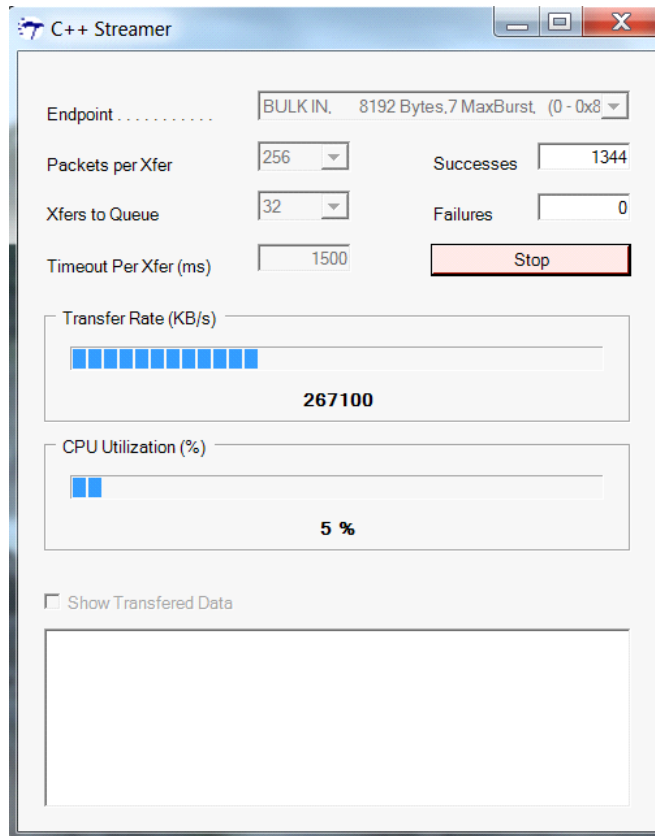 C++ Streamer
Endpoint . . . . . . . . . . . BULK IN, 8192 Bytes,7 MaxBurst, (0 - 0x8
Packets per Xfer 256 Successes 1344
Xfers to Queue 32 Failures 0
Timeout Per Xfer (ms) 1500 Stop
Transfer Rate (KB/s)
267100
CPU Utilization (%)
5 %
Show Transfered Data